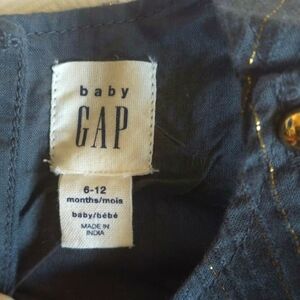 baby
GAP
6-12
months/mois
baby/bébé
MADE IN
INDIA